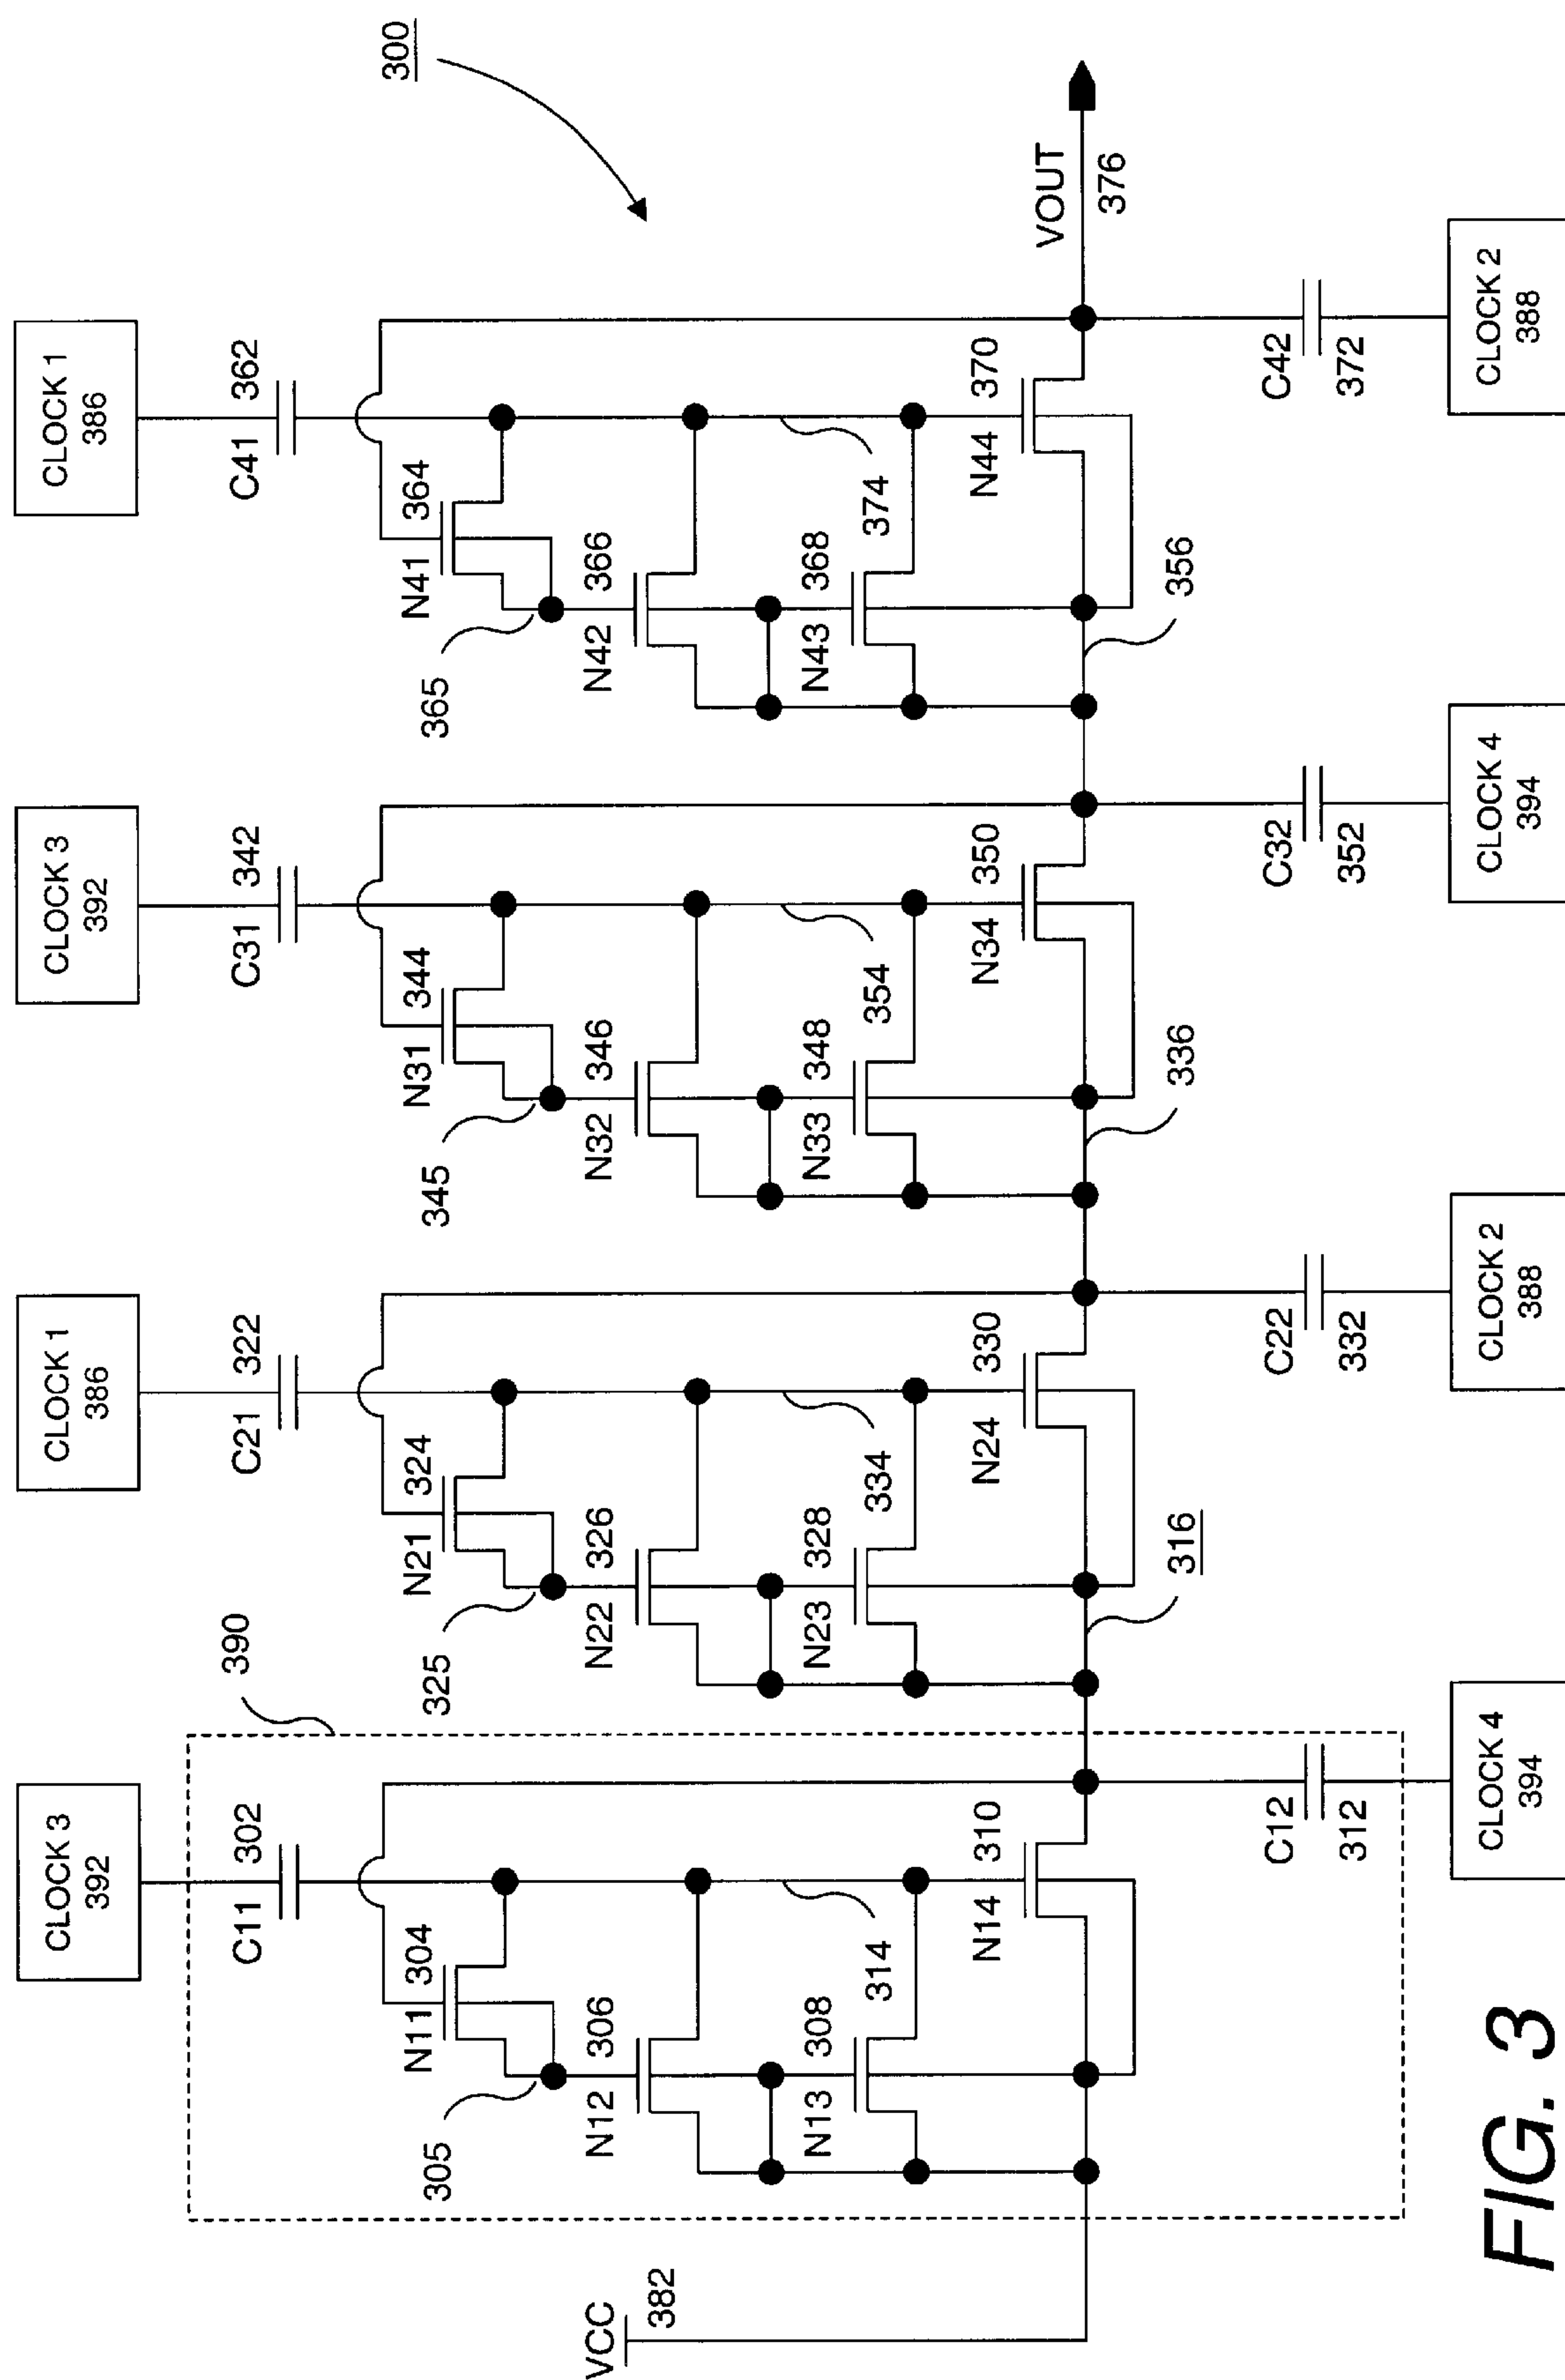 300
CLOCK 3
392
CLOCK 1
386
CLOCK 3
392
CLOCK 1
386
C11
302
C21
322
C31
342
C41
362
390
N11
304
N21
324
N31
344
N41
364
305
325
345
365
N12
306
N22
326
N32
346
N42
366
N13
308
N23
328
N33
348
N43
368
314
334
354
374
N14
310
N24
330
N34
350
N44
370
VCC
382
316
336
356
VOUT
376
C12
312
C22
332
C32
352
C42
372
CLOCK 4
394
CLOCK 2
388
CLOCK 4
394
CLOCK 2
388
FIG. 3